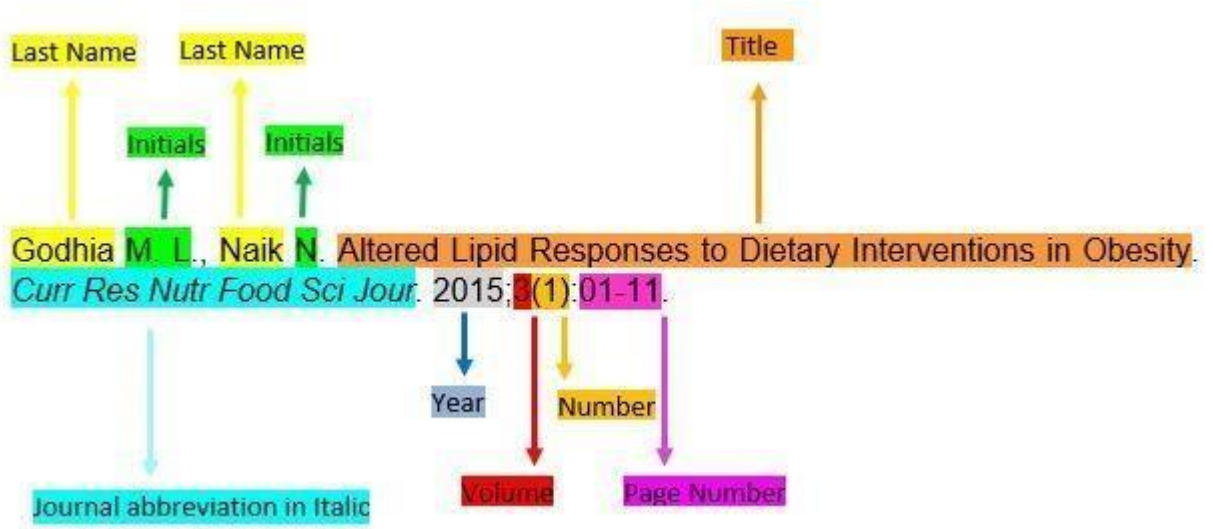 Last Name Last Name Title
Initials Initials
Godhia M. L., Naik N. Altered Lipid Responses to Dietary Interventions in Obesity.
Curr Res Nutr Food Sci Jour. 2015;3(1):01-11.
Year Number
Volume Page Number
Journal abbreviation in Italic